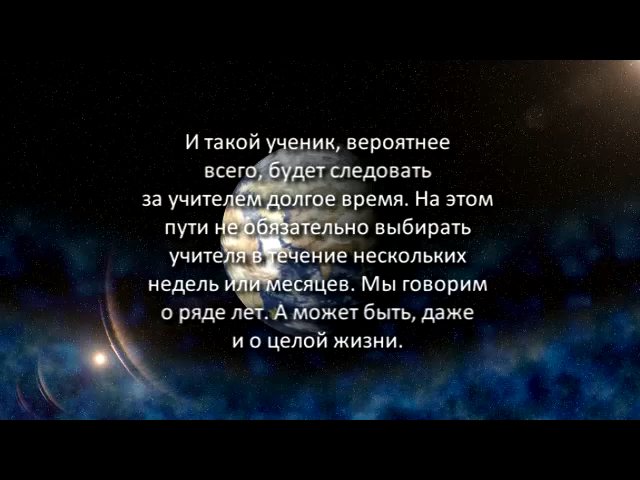 И такой ученик, вероятнее
всего, будет следовать
за учителем долгое время. На этом
пути не обязательно выбирать
учителя в течение нескольких
недель или месяцев. Мы говорим
о ряде лет. А может быть, даже
и о целой жизни.